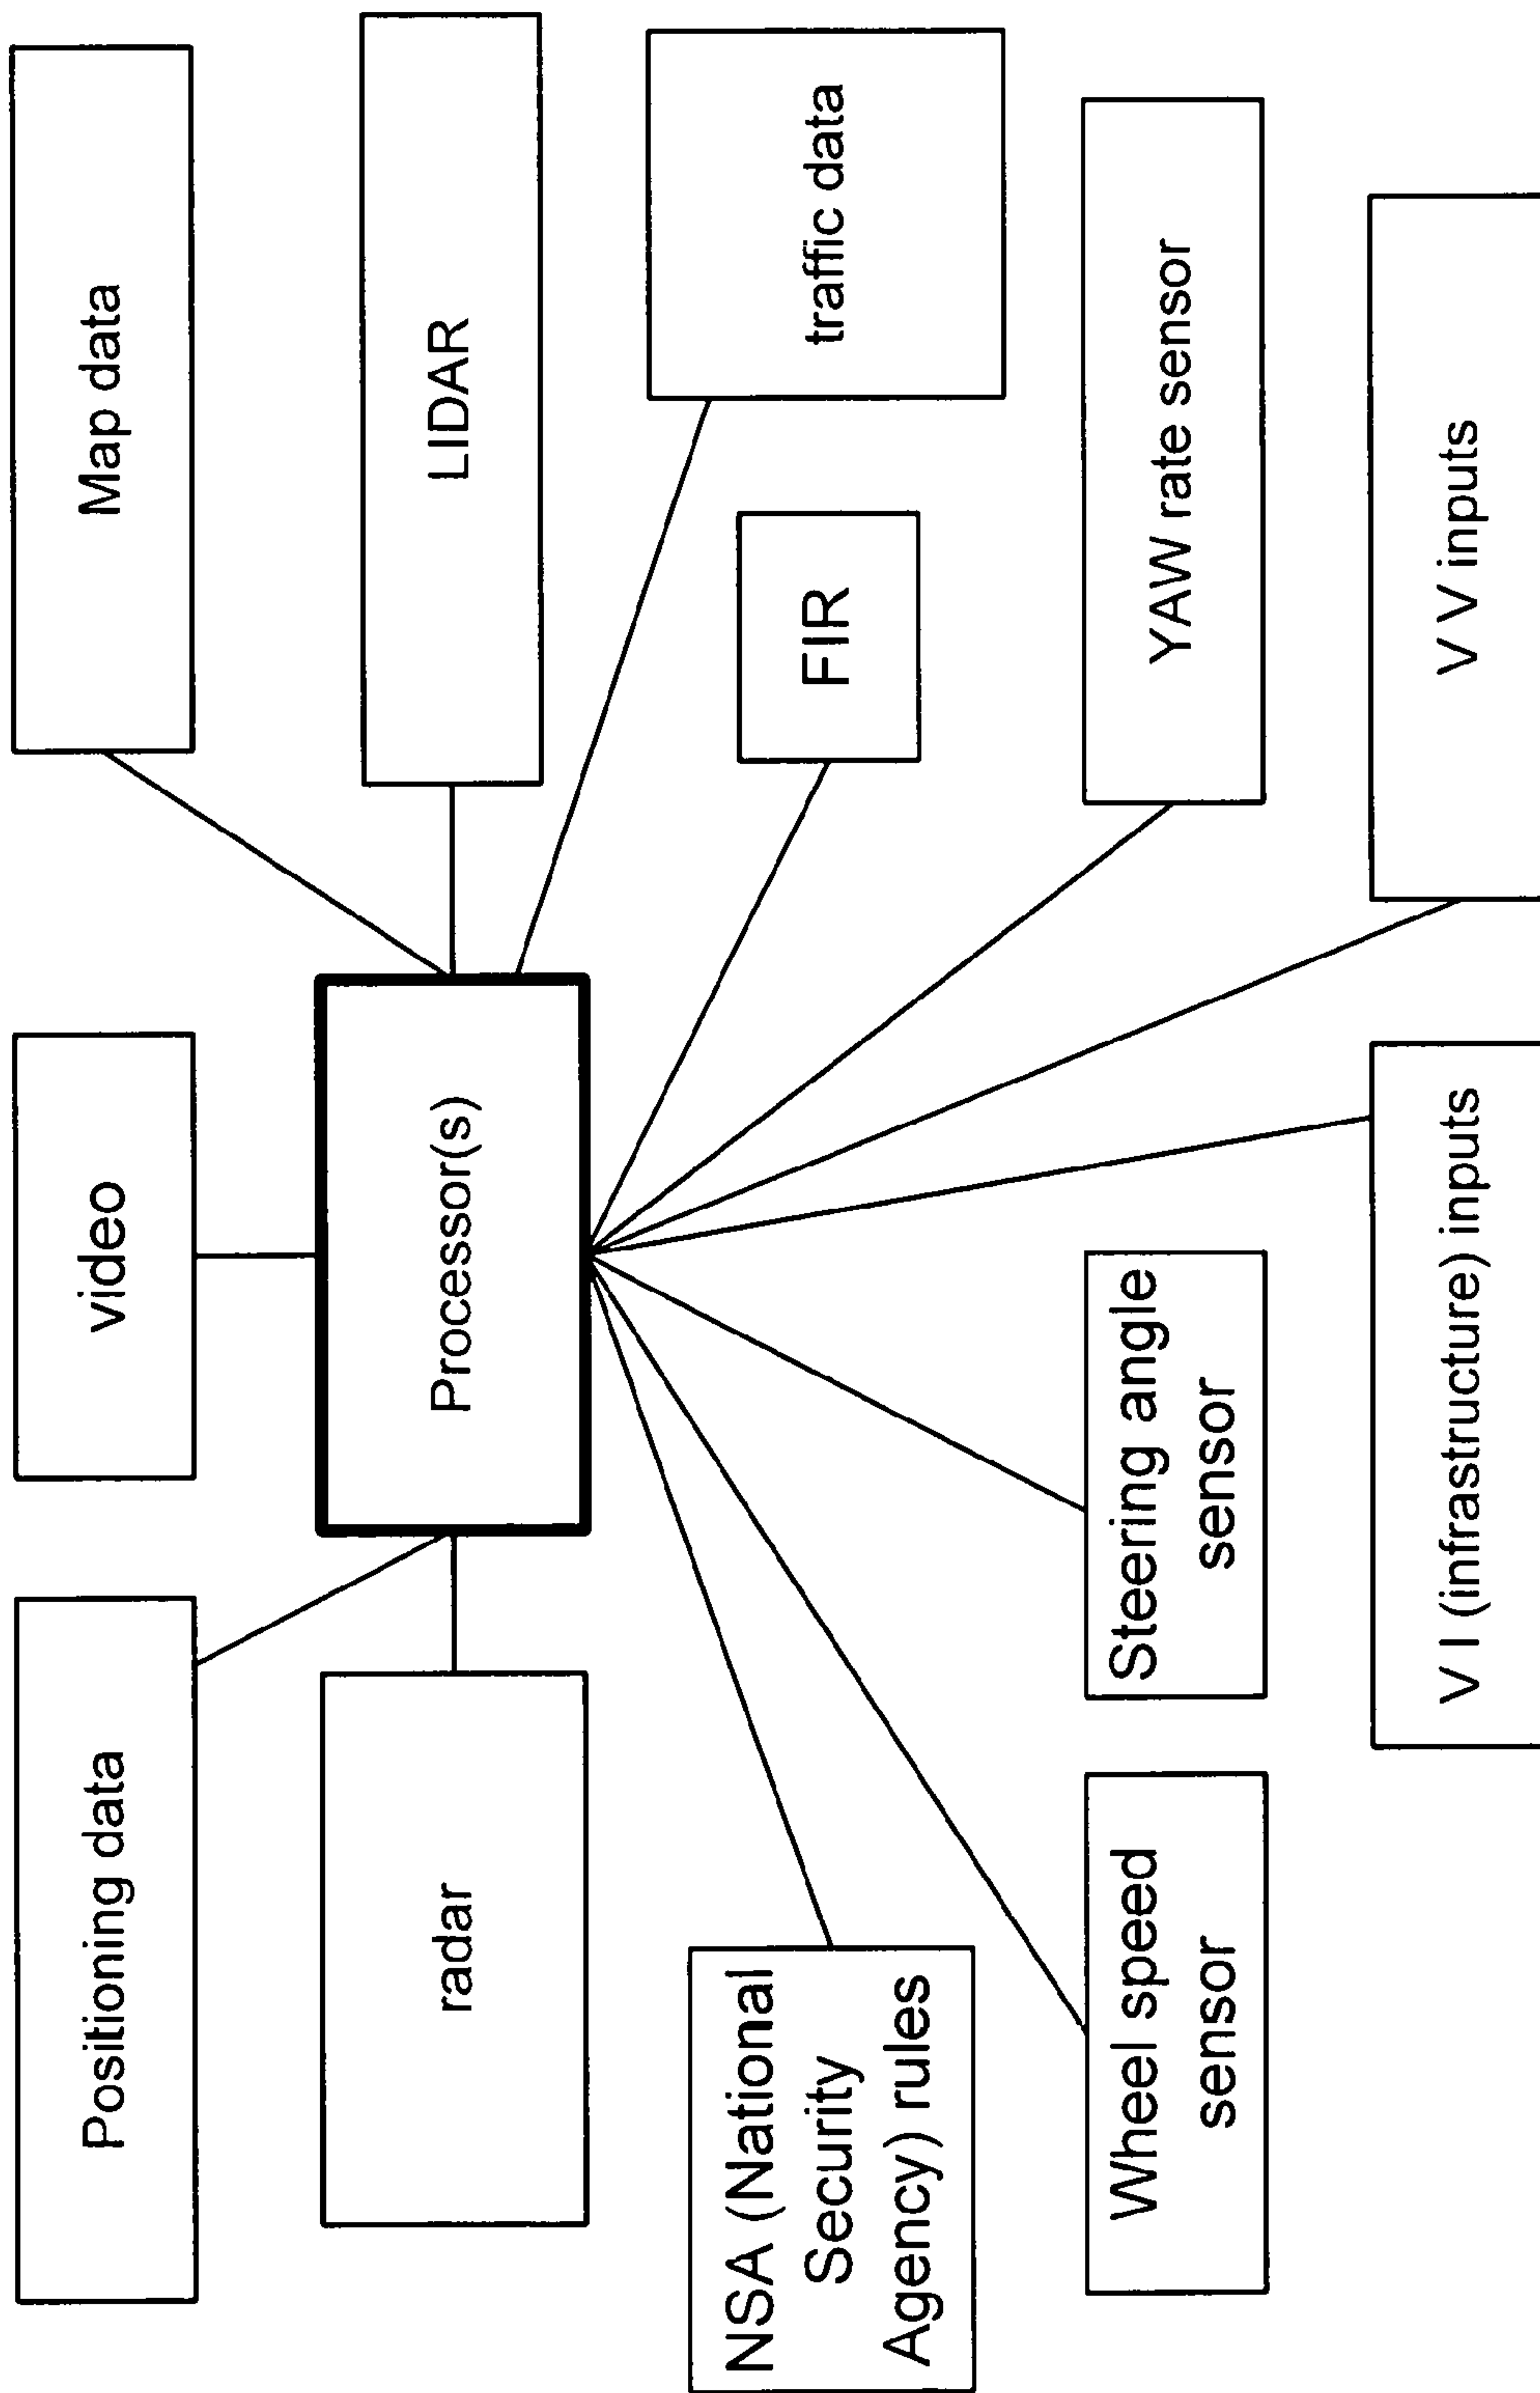 Positioning data
video
Map data
radar
Processor(s)
LIDAR
NSA (National
Security
Agency) rules
FIR
traffic data
Wheel speed
sensor
Steering angle
sensor
YAW rate sensor
V I (infrastructure) inputs
V V inputs